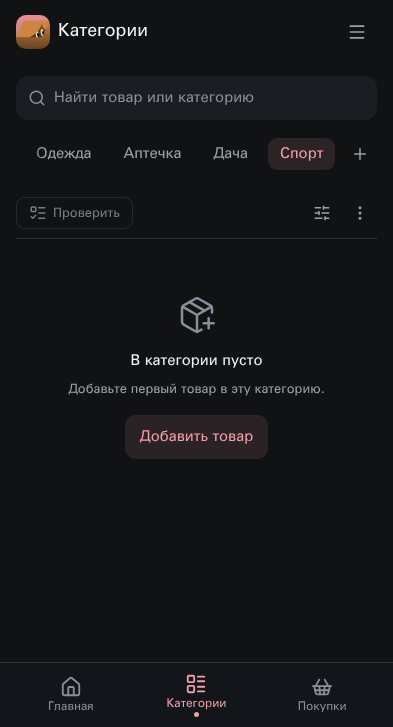 Категории
Найти товар или категорию
Одежда Аптечка Дача Спорт
Проверить
В категории пусто
Добавьте первый товар в эту категорию.
Добавить товар
Главная Категории Покупки